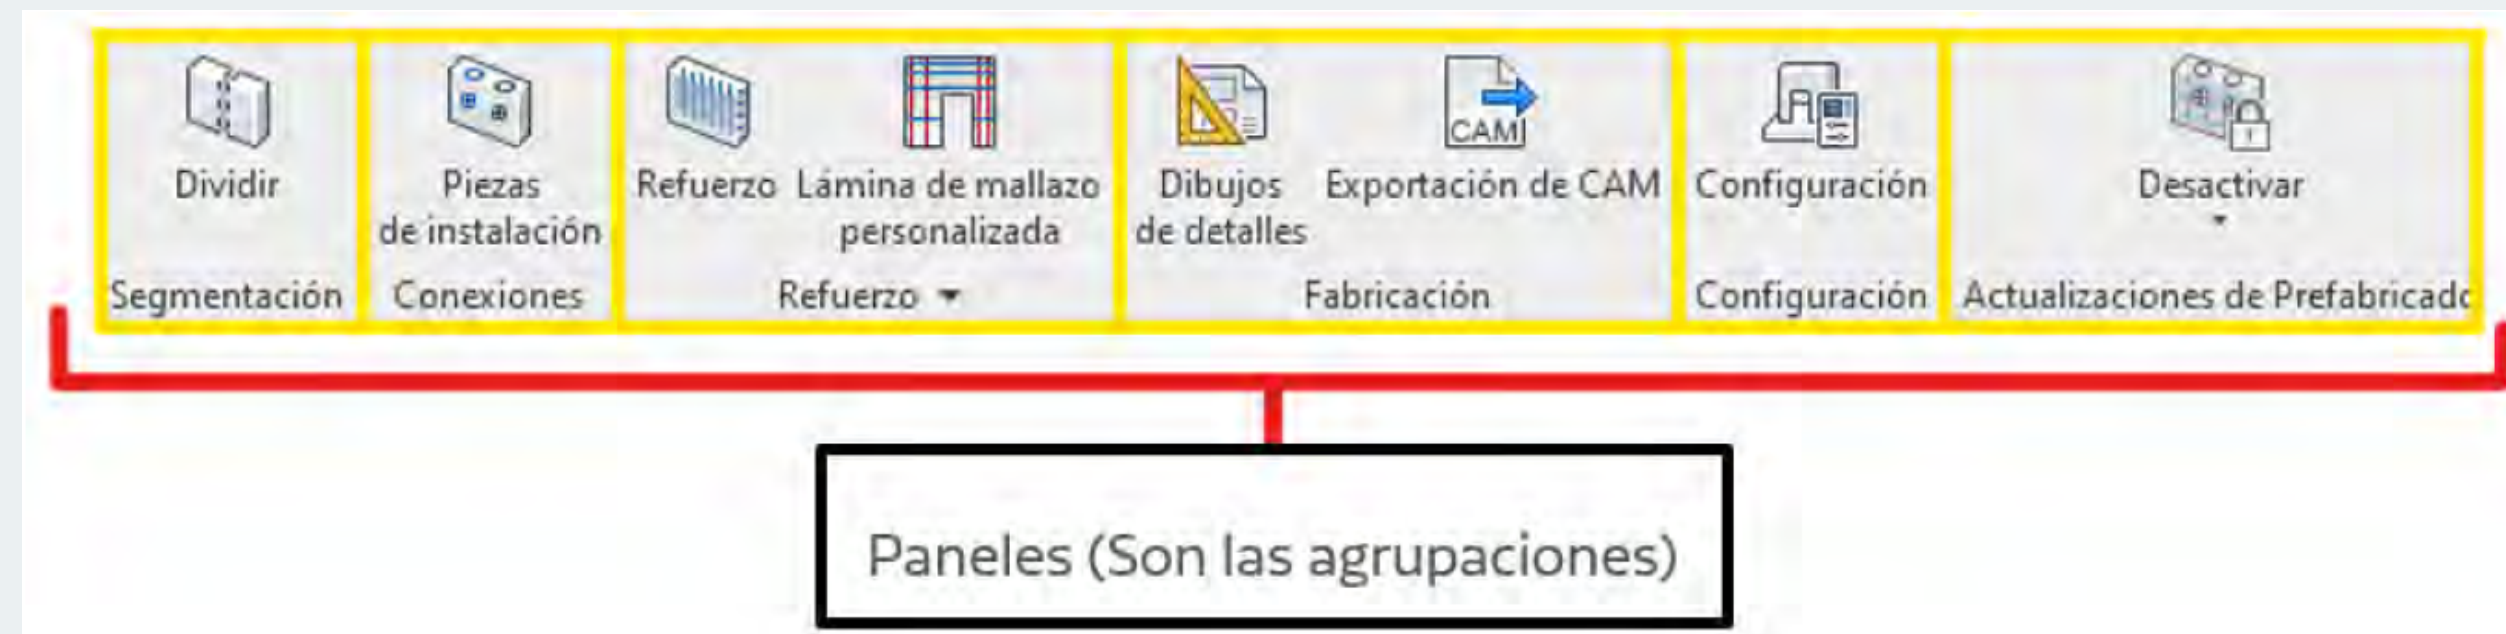 Dividir
Piezas
de instalación
Refuerzo
Lámina de mallazo
personalizada
Dibujos
de detalles
CAM
Exportación de CAM
Configuración
Desactivar
Segmentación
Conexiones
Refuerzo
Fabricación
Configuración
Actualizaciones de Prefabricado
Paneles (Son las agrupaciones)